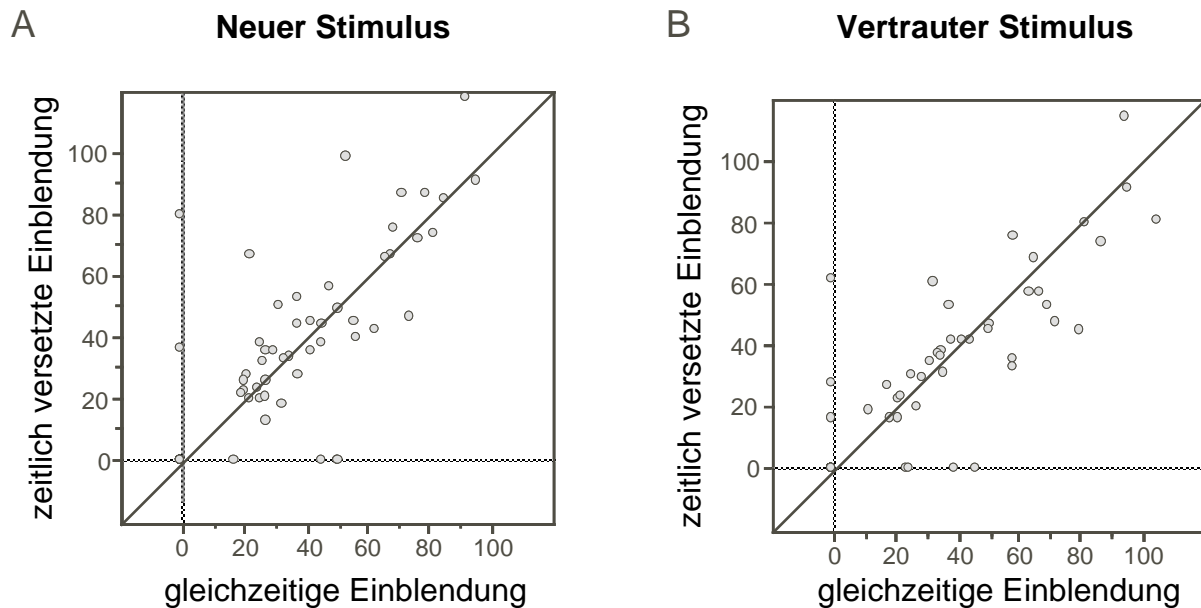 A
Neuer Stimulus
zeitlich versetzte Einblendung
100
80
60
40
20
0
0 20 40 60 80 100
gleichzeitige Einblendung
B
Vertrauter Stimulus
zeitlich versetzte Einblendung
100
80
60
40
20
0
0 20 40 60 80 100
gleichzeitige Einblendung